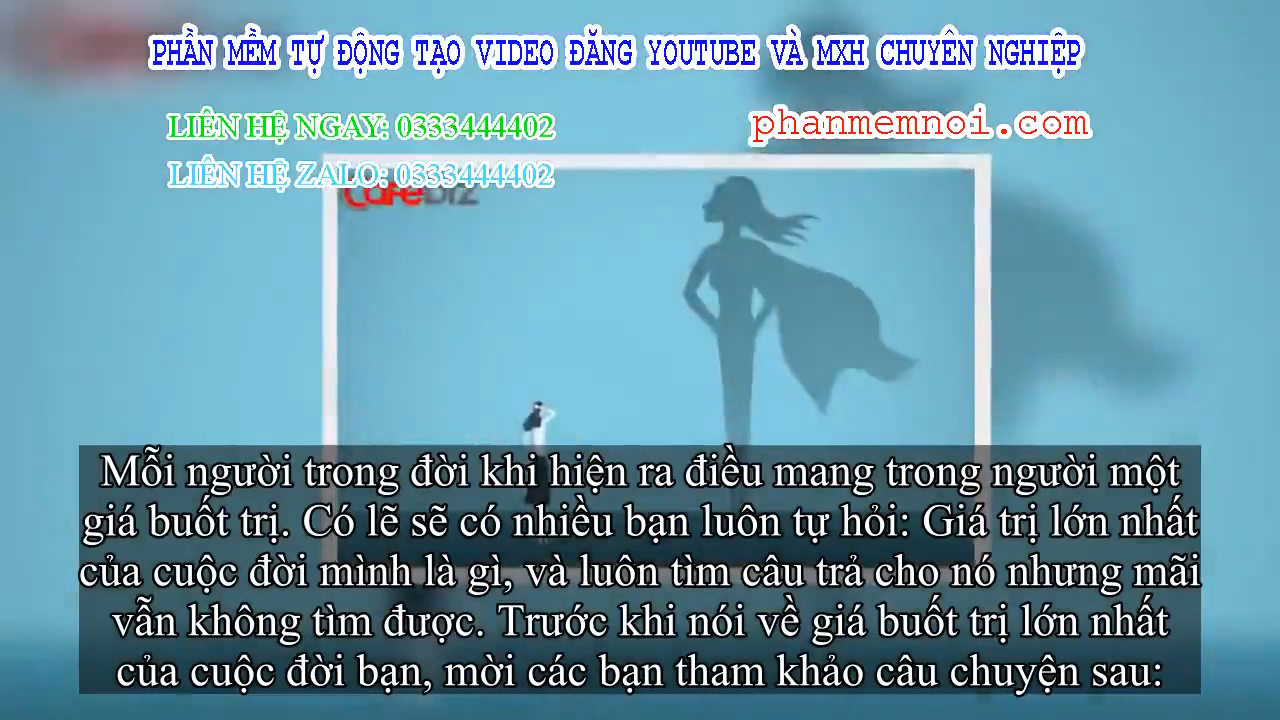 PHẦN MỀM TỰ ĐỘNG TẠO VIDEO ĐĂNG YOUTUBE VÀ MXH CHUYÊN NGHIỆP
LIÊN HỆ NGAY: 0333444402
phanmemnoi.com
LIÊN HỆ ZALO: 0333444402
CafeBiz
Mỗi người trong đời khi hiện ra điều mang trong người một
giá buốt trị. Có lẽ sẽ có nhiều bạn luôn tự hỏi: Giá trị lớn nhất
của cuộc đời mình là gì, và luôn tìm câu trả cho nó nhưng mãi
vẫn không tìm được. Trước khi nói về giá buốt trị lớn nhất
của cuộc đời bạn, mời các bạn tham khảo câu chuyện sau: